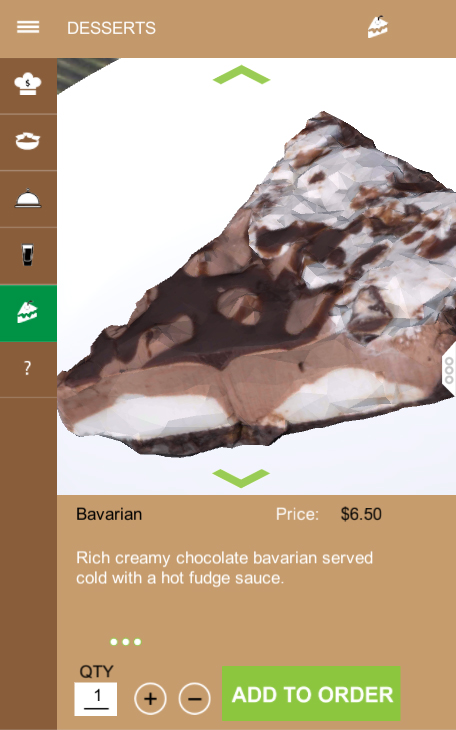 DESSERTS
$
?
Bavarian Price: $6.50
Rich creamy chocolate bavarian served
cold with a hot fudge sauce.
QTY
1
ADD TO ORDER